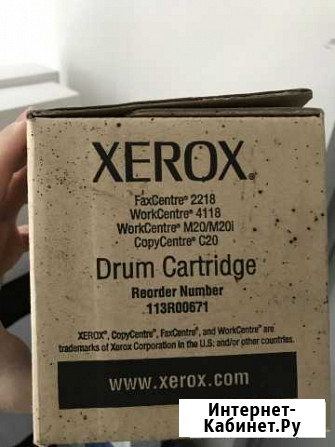 XEROX®
FaxCentre® 2218
WorkCentre® 4118
WorkCentre® M20/M20i
CopyCentre® C20
Drum Cartridge
Reorder Number
113R00671
XEROX®, CopyCentre®, FaxCentre®, and WorkCentre® are
trademarks of Xerox Corporation in the U.S. and/or other countries.
www.xerox.com
Интернет-
Кабинет.Ру